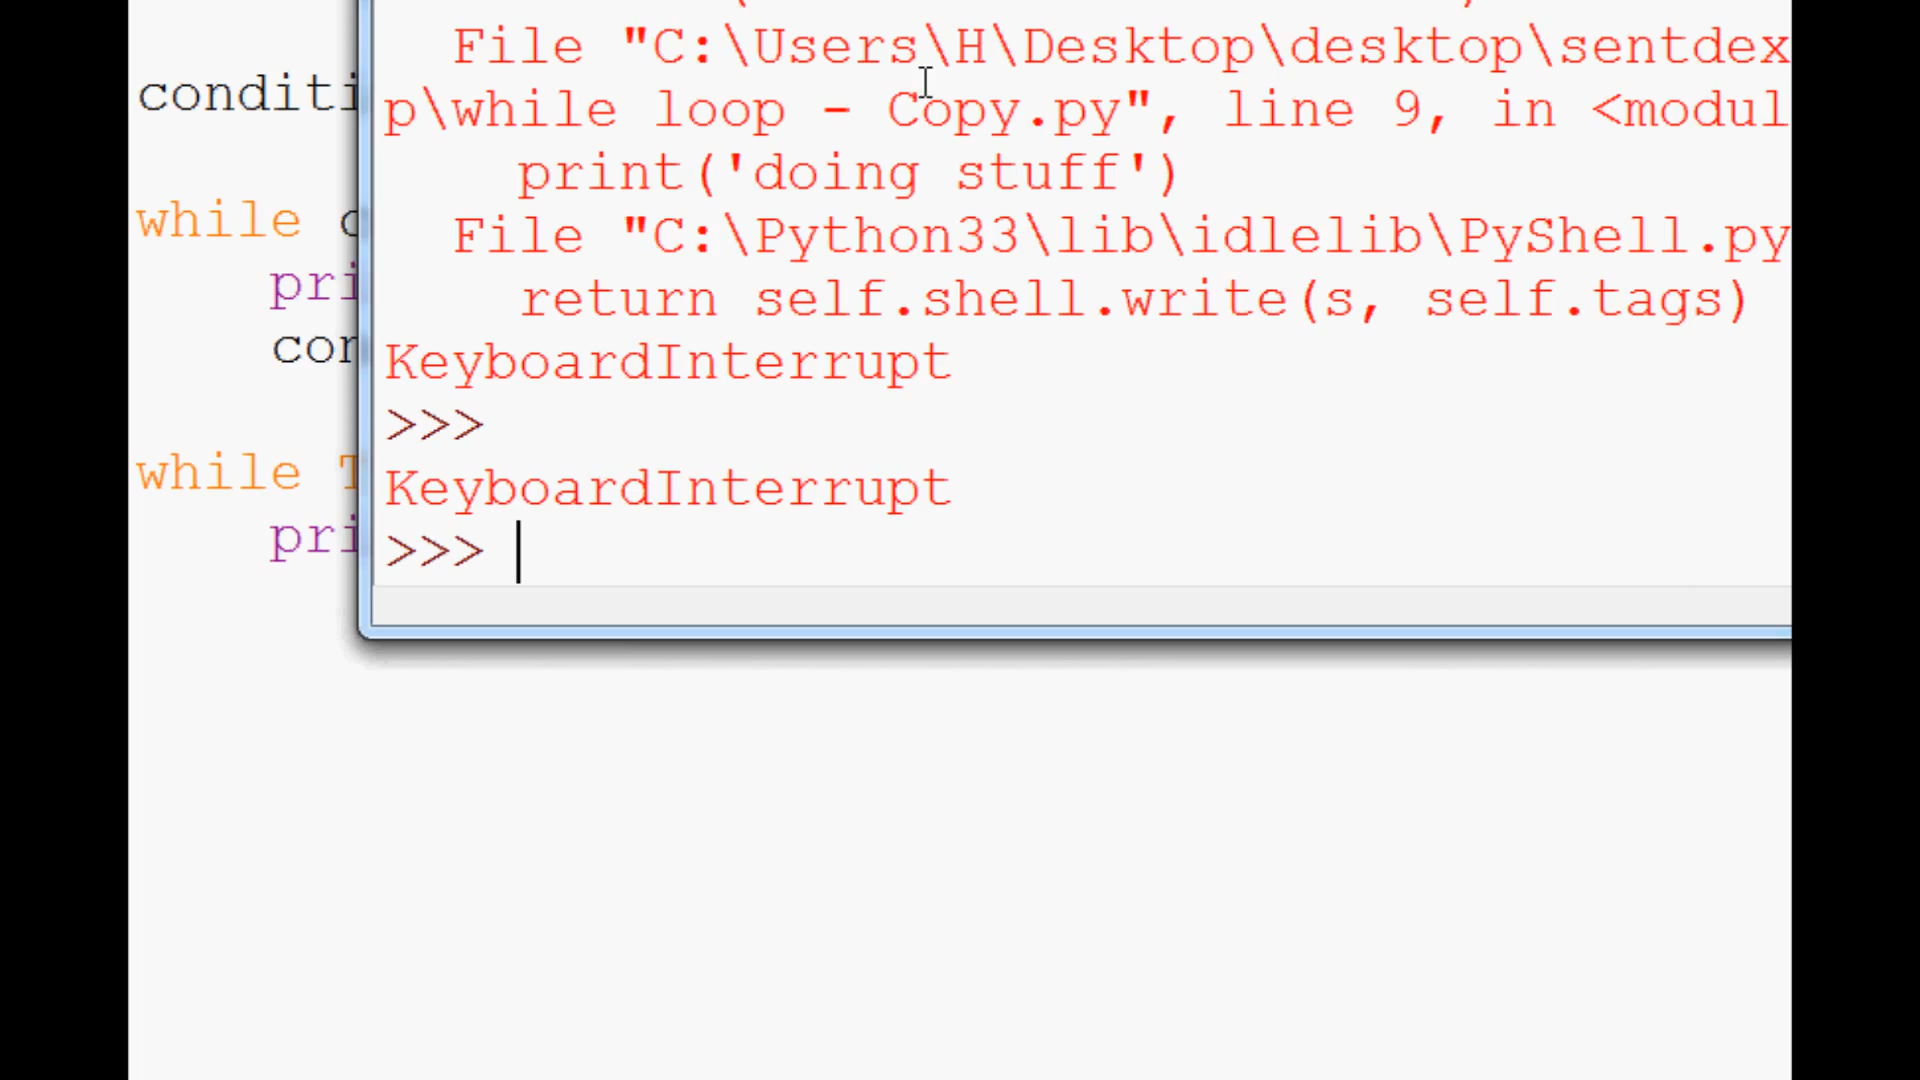 File "C:\Users\H\Desktop\desktop\sentdex
p\while loop - Copy.py", line 9, in <modul
print('doing stuff')
File "C:\Python33\lib\idlelib\PyShell.py
return self.shell.write(s, self.tags)
KeyboardInterrupt
>>>
KeyboardInterrupt
>>>
conditi
while c
pri
con
while T
pri